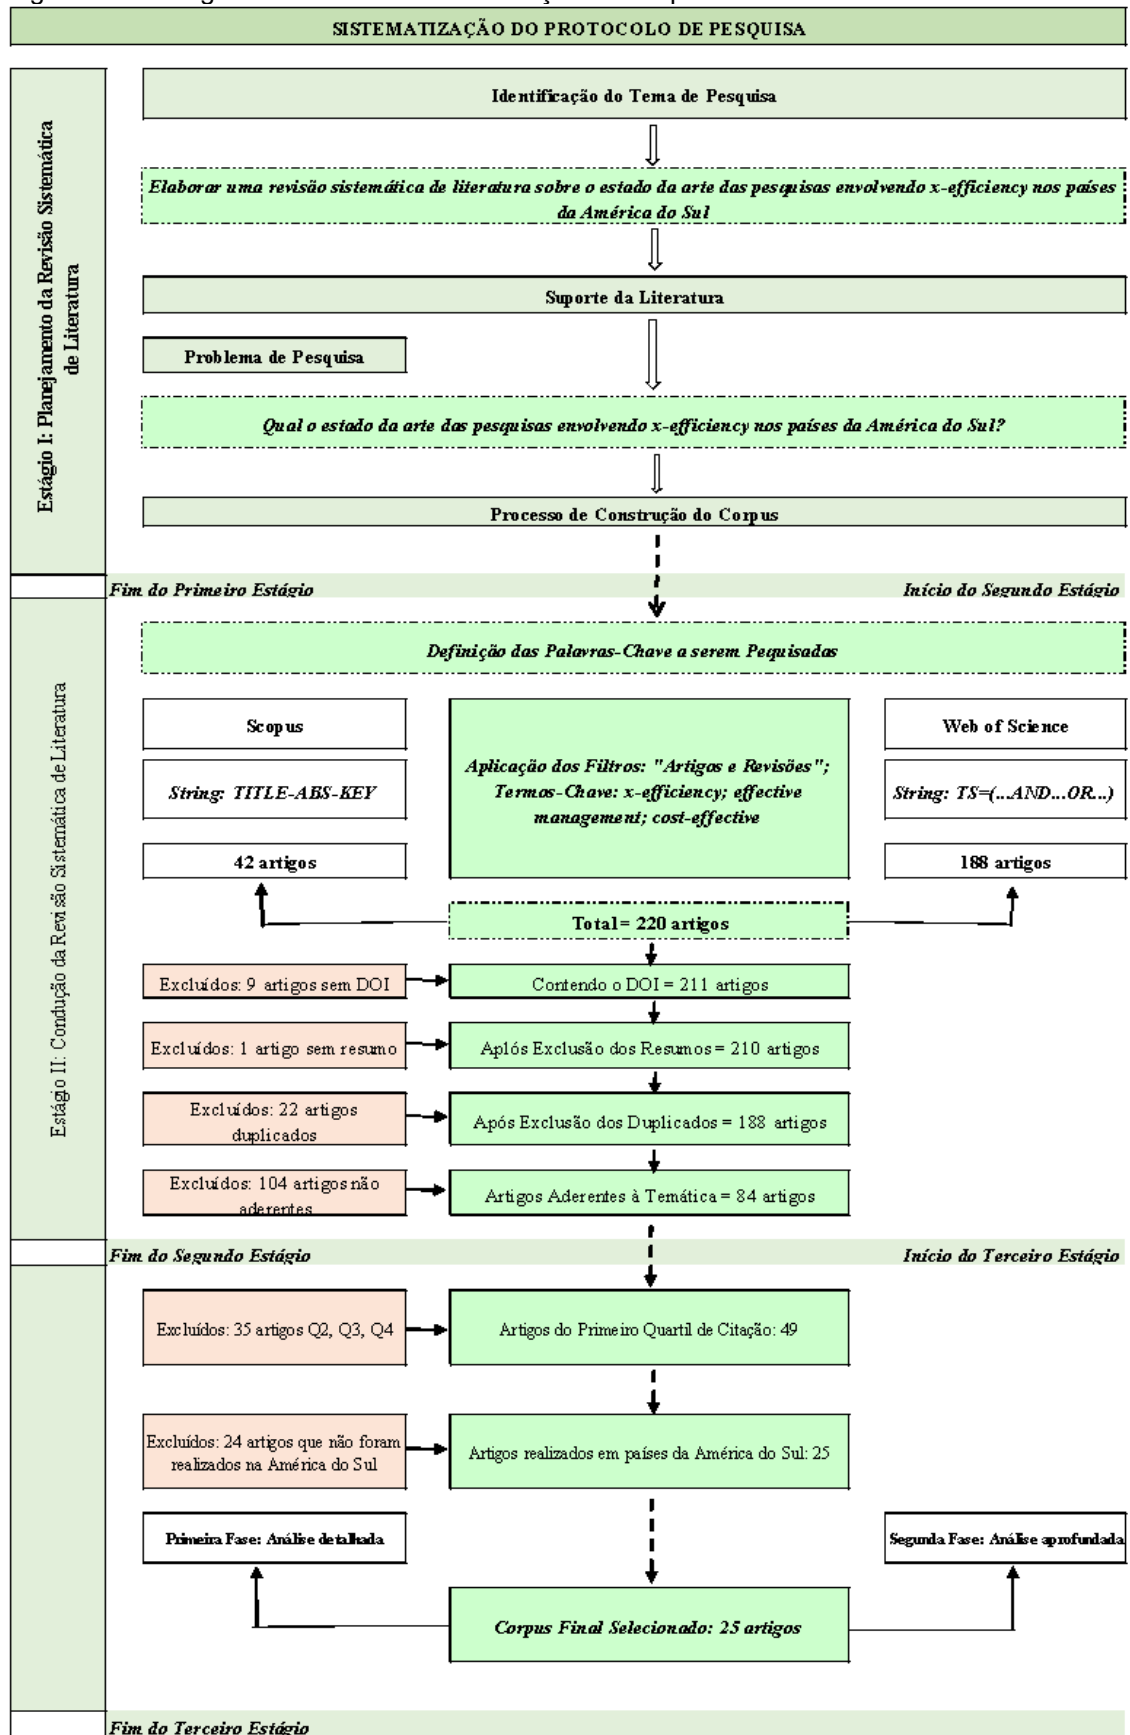 SISTEMATIZAÇÃO DO PROTOCOLO DE PESQUISA
Estágio I: Planejamento da Revisão Sistemática
de Literatura
Identificação do Tema de Pesquisa
Elaborar uma revisão sistemática de literatura sobre o estado da arte das pesquisas envolvendo x-efficiency nos países
da América do Sul
Suporte da Literatura
Problema de Pesquisa
Qual o estado da arte das pesquisas envolvendo x-efficiency nos países da América do Sul?
Processo de Construção do Corpus
Fim do Primeiro Estágio
Início do Segundo Estágio
Estágio II: Condução da Revisão Sistemática de Literatura
Definição das Palavras-Chave a serem Pequisadas
Scopus
String: TITLE-ABS-KEY
42 artigos
Aplicação dos Filtros: "Artigos e Revisões";
Termos-Chave: x-efficiency; effective
management; cost-effective
Web of Science
String: TS=(...AND...OR...)
188 artigos
Total = 220 artigos
Excluídos: 9 artigos sem DOI
Contendo o DOI = 211 artigos
Excluídos: 1 artigo sem resumo
Aplós Exclusão dos Resumos = 210 artigos
Excluídos: 22 artigos
duplicados
Após Exclusão dos Duplicados = 188 artigos
Excluídos: 104 artigos não
aderentes
Artigos Aderentes à Temática = 84 artigos
Fim do Segundo Estágio
Início do Terceiro Estágio
Excluídos: 35 artigos Q2, Q3, Q4
Artigos do Primeiro Quartil de Citação: 49
Excluídos: 24 artigos que não foram
realizados na América do Sul
Artigos realizados em países da América do Sul: 25
Primeira Fase: Análise detalhada
Segunda Fase: Análise aprofundada
Corpus Final Selecionado: 25 artigos
Fim do Terceiro Estágio